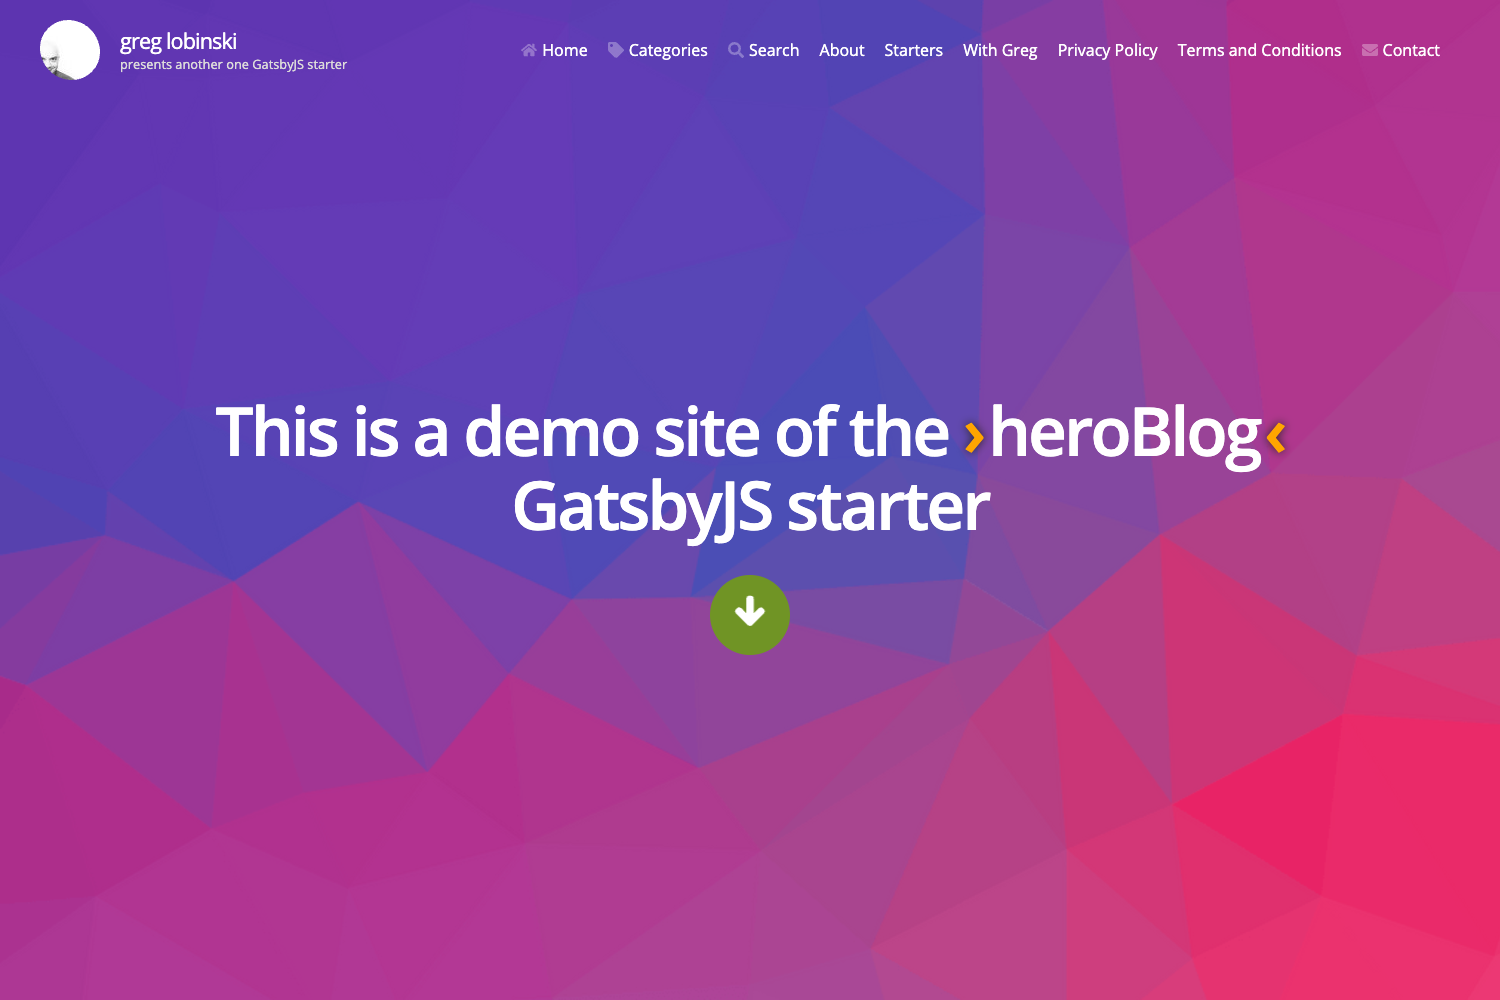 greg lobinski
presents another one GatsbyJS starter
Home Categories Search About Starters With Greg Privacy Policy Terms and Conditions Contact
This is a demo site of the ›heroBlog‹
GatsbyJS starter